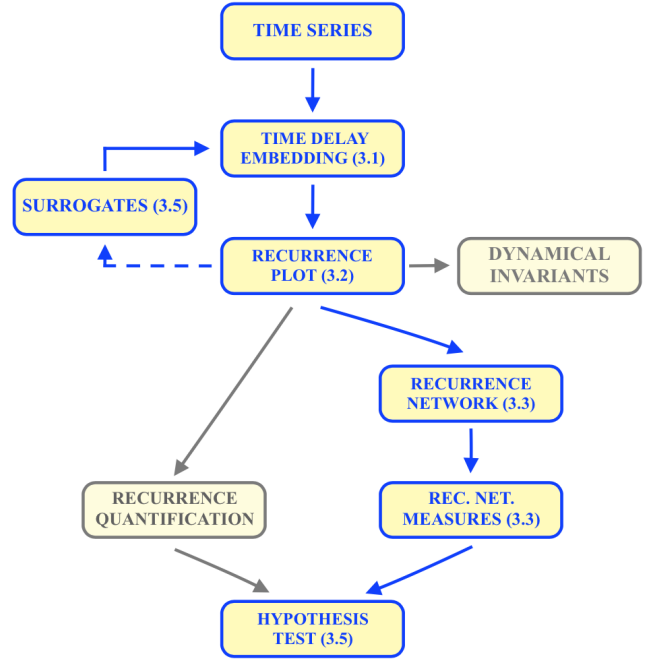 TIME SERIES
TIME DELAY
EMBEDDING (3.1)
SURROGATES (3.5)
RECURRENCE
PLOT (3.2)
DYNAMICAL
INVARIANTS
RECURRENCE
NETWORK (3.3)
RECURRENCE
QUANTIFICATION
REC. NET.
MEASURES (3.3)
HYPOTHESIS
TEST (3.5)